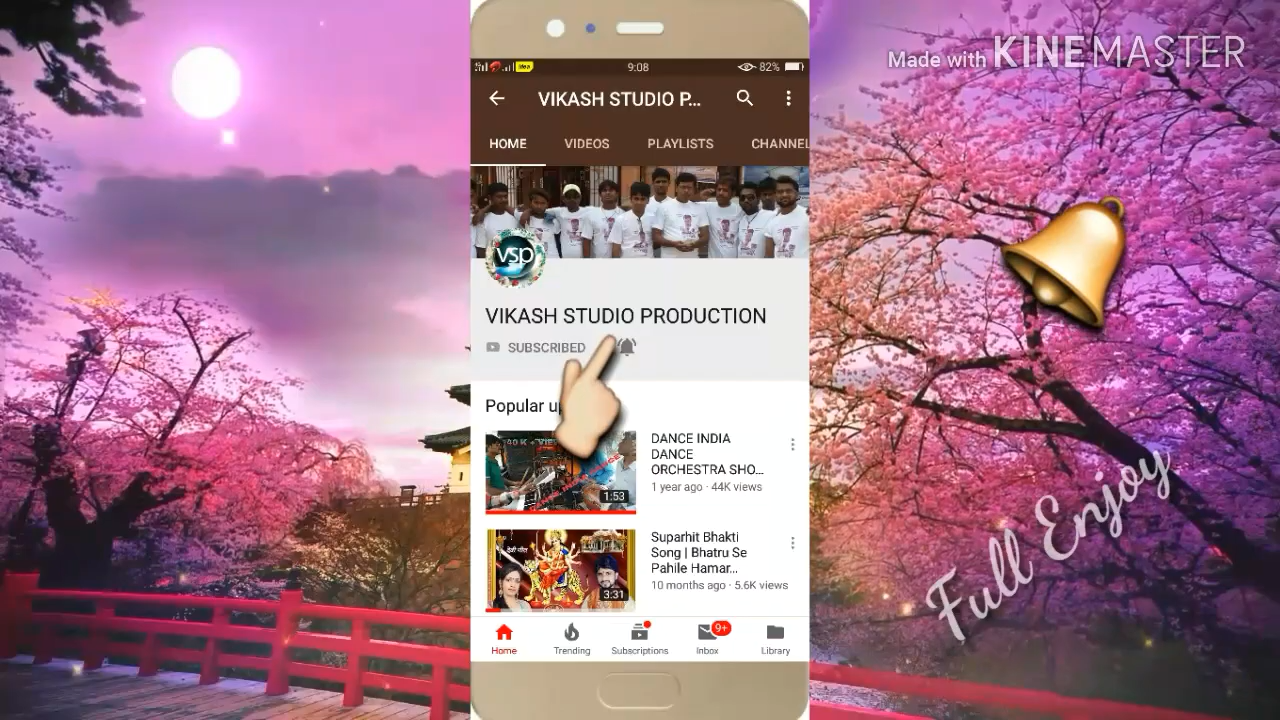 Made with KINEMASTER
idea 9:08 82%
VIKASH STUDIO P...
HOME VIDEOS PLAYLISTS CHANNEL
vsp
VIKASH STUDIO PRODUCTION
SUBSCRIBED
Popular u
1:53
DANCE INDIA
DANCE
ORCHESTRA SHO...
1 year ago · 44K views
3:31
Suparhit Bhakti
Song | Bhatru Se
Pahile Hamar...
10 months ago · 5.6K views
9+
Home Trending Subscriptions Inbox Library
Full Enjoy